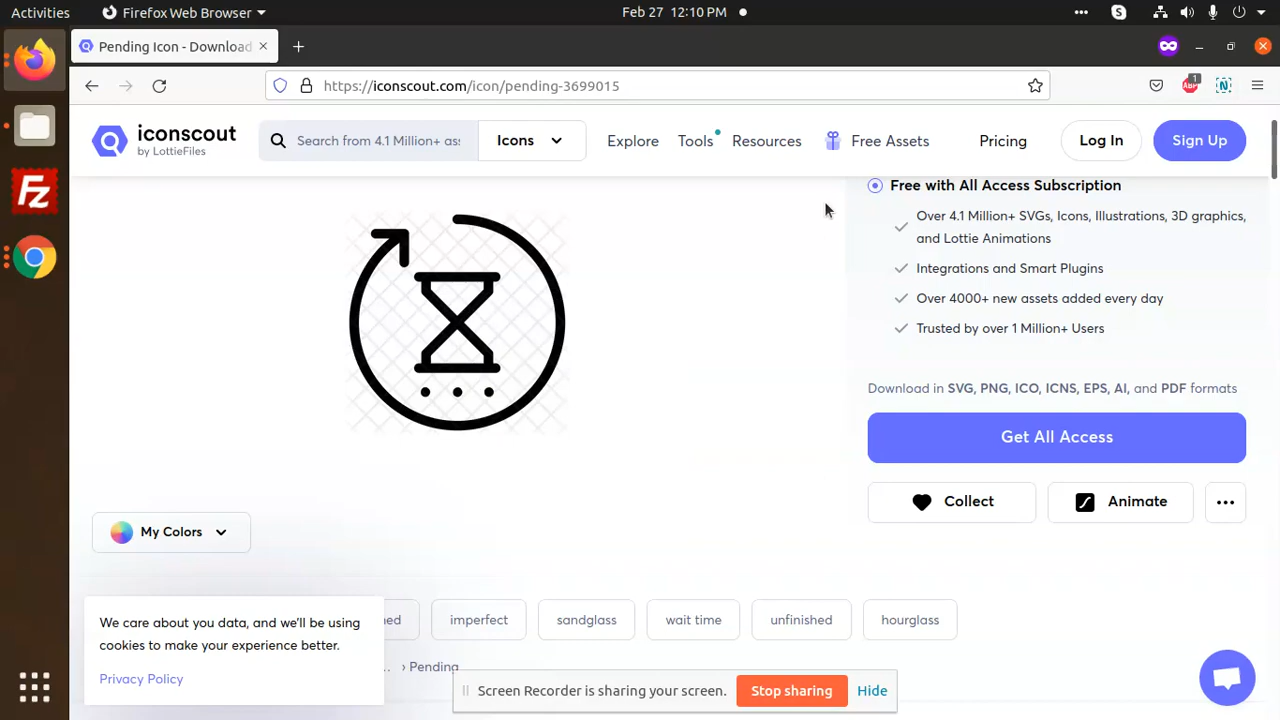 Activities
Firefox Web Browser
Feb 27 12:10 PM
Pending Icon - Download
https://iconscout.com/icon/pending-3699015
1
ABP
N
iconscout
by LottieFiles
Search from 4.1 Million+ ass
Icons
Explore
Tools
Resources
Free Assets
Pricing
Log In
Sign Up
Free with All Access Subscription
Over 4.1 Million+ SVGs, Icons, Illustrations, 3D graphics,
and Lottie Animations
Integrations and Smart Plugins
Over 4000+ new assets added every day
Trusted by over 1 Million+ Users
Download in SVG, PNG, ICO, ICNS, EPS, AI, and PDF formats
Get All Access
Collect
Animate
My Colors
We care about you data, and we'll be using
cookies to make your experience better.
Privacy Policy
ned
imperfect
sandglass
wait time
unfinished
hourglass
› Pending
Screen Recorder is sharing your screen.
Stop sharing
Hide